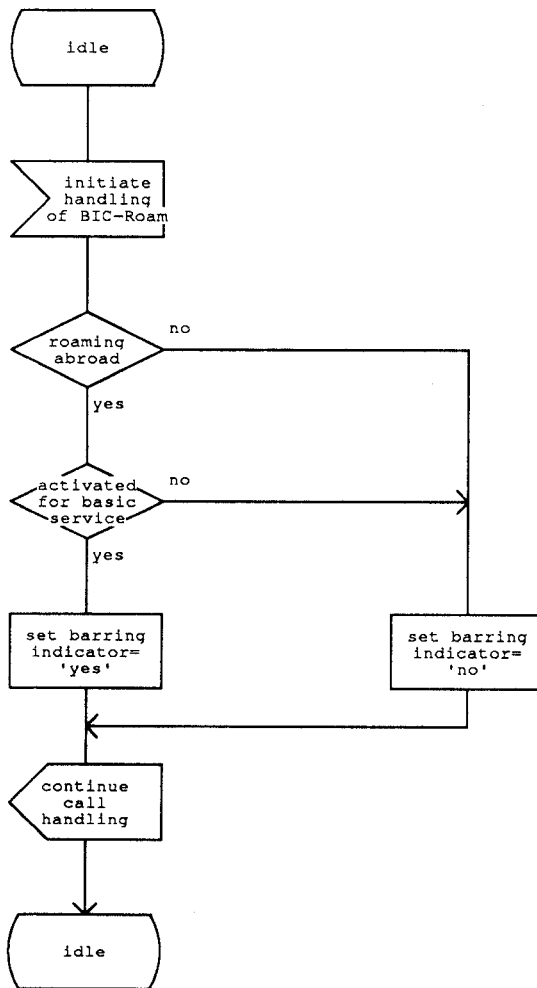 idle
initiate
handling
of BIC-Roam
no
roaming
abroad
yes
no
activated
for basic
service
yes
set barring
indicator=
'yes'
set barring
indicator=
'no'
continue
call
handling
idle